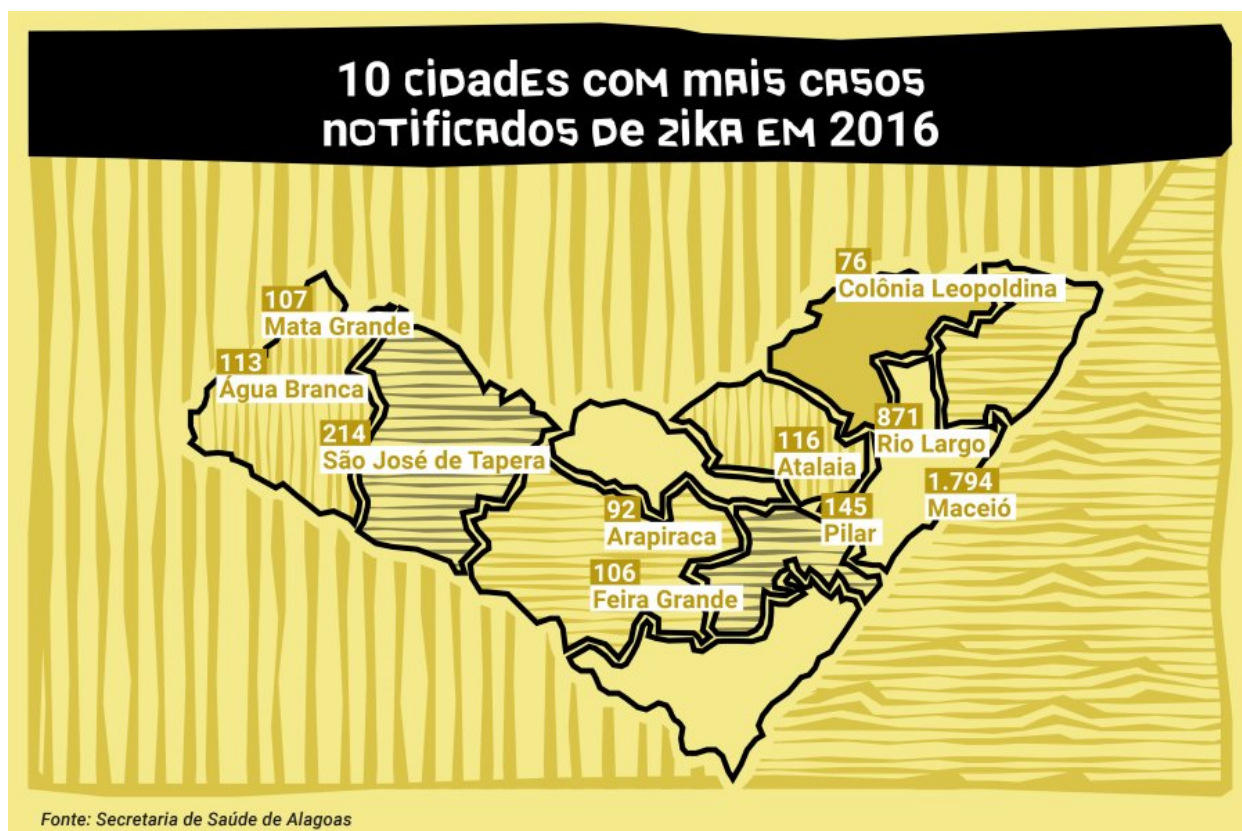 10 cidades com mais casos
notificados de zika em 2016
76
Colônia Leopoldina
107
Mata Grande
113
Água Branca
214
São José de Tapera
871
Rio Largo
116
Atalaia
1.794
Maceió
92
Arapiraca
145
Pilar
106
Feira Grande
Fonte: Secretaria de Saúde de Alagoas